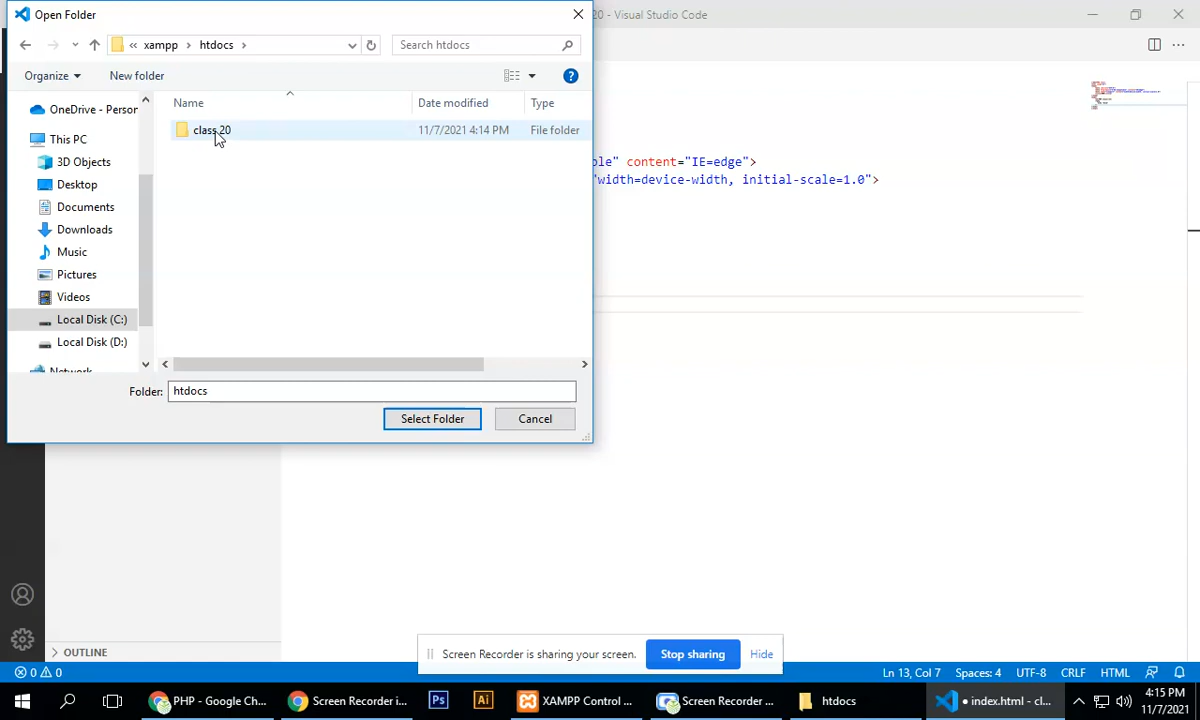 Open Folder
20 - Visual Studio Code
xampp
htdocs
Search htdocs
Organize
New folder
?
Name
Date modified
Type
OneDrive - Person
class 20
11/7/2021 4:14 PM
File folder
This PC
3D Objects
Desktop
Documents
Downloads
Music
Pictures
Videos
Local Disk (C:)
Local Disk (D:)
Network
ble" content="IE=edge">
"width=device-width, initial-scale=1.0">
Folder:
htdocs
Select Folder
Cancel
OUTLINE
Screen Recorder is sharing your screen.
Stop sharing
Hide
0
0
Ln 13, Col 7
Spaces: 4
UTF-8
CRLF
HTML
PHP - Google Ch...
Screen Recorder i...
Ps
Ai
XAMPP Control ...
Screen Recorder ...
htdocs
● index.html - cl...
4:15 PM
11/7/2021